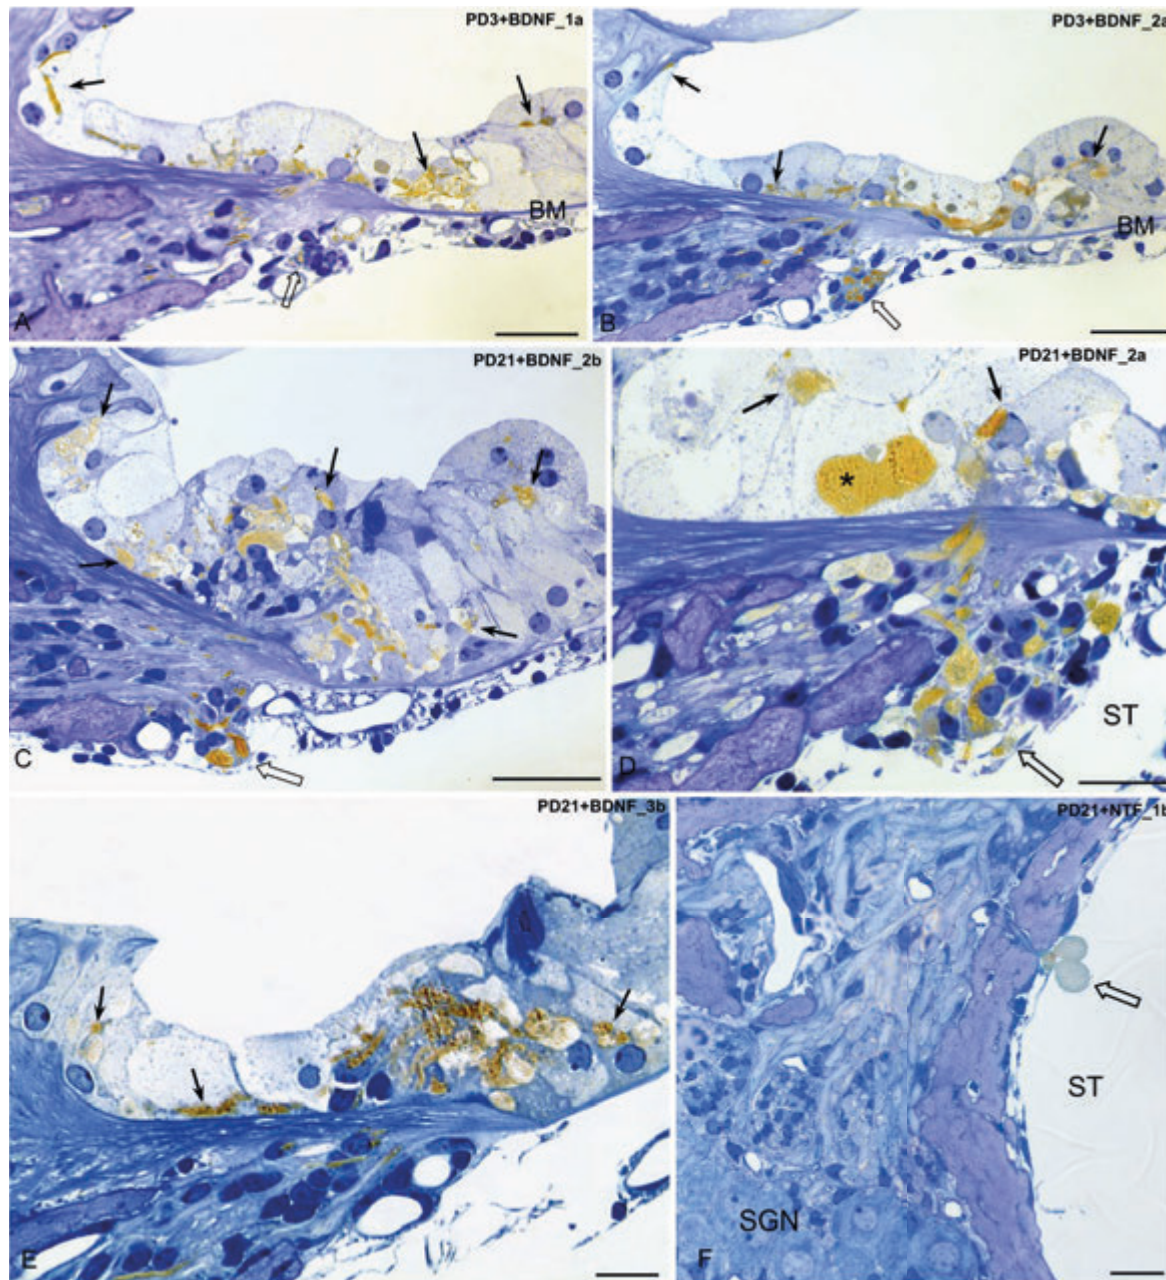 PD3+BDNF_1a
BM
A
PD3+BDNF_2a
BM
B
PD21+BDNF_2b
C
PD21+BDNF_2a
*
ST
D
PD21+BDNF_3b
E
PD21+NTF_1b
ST
SGN
F